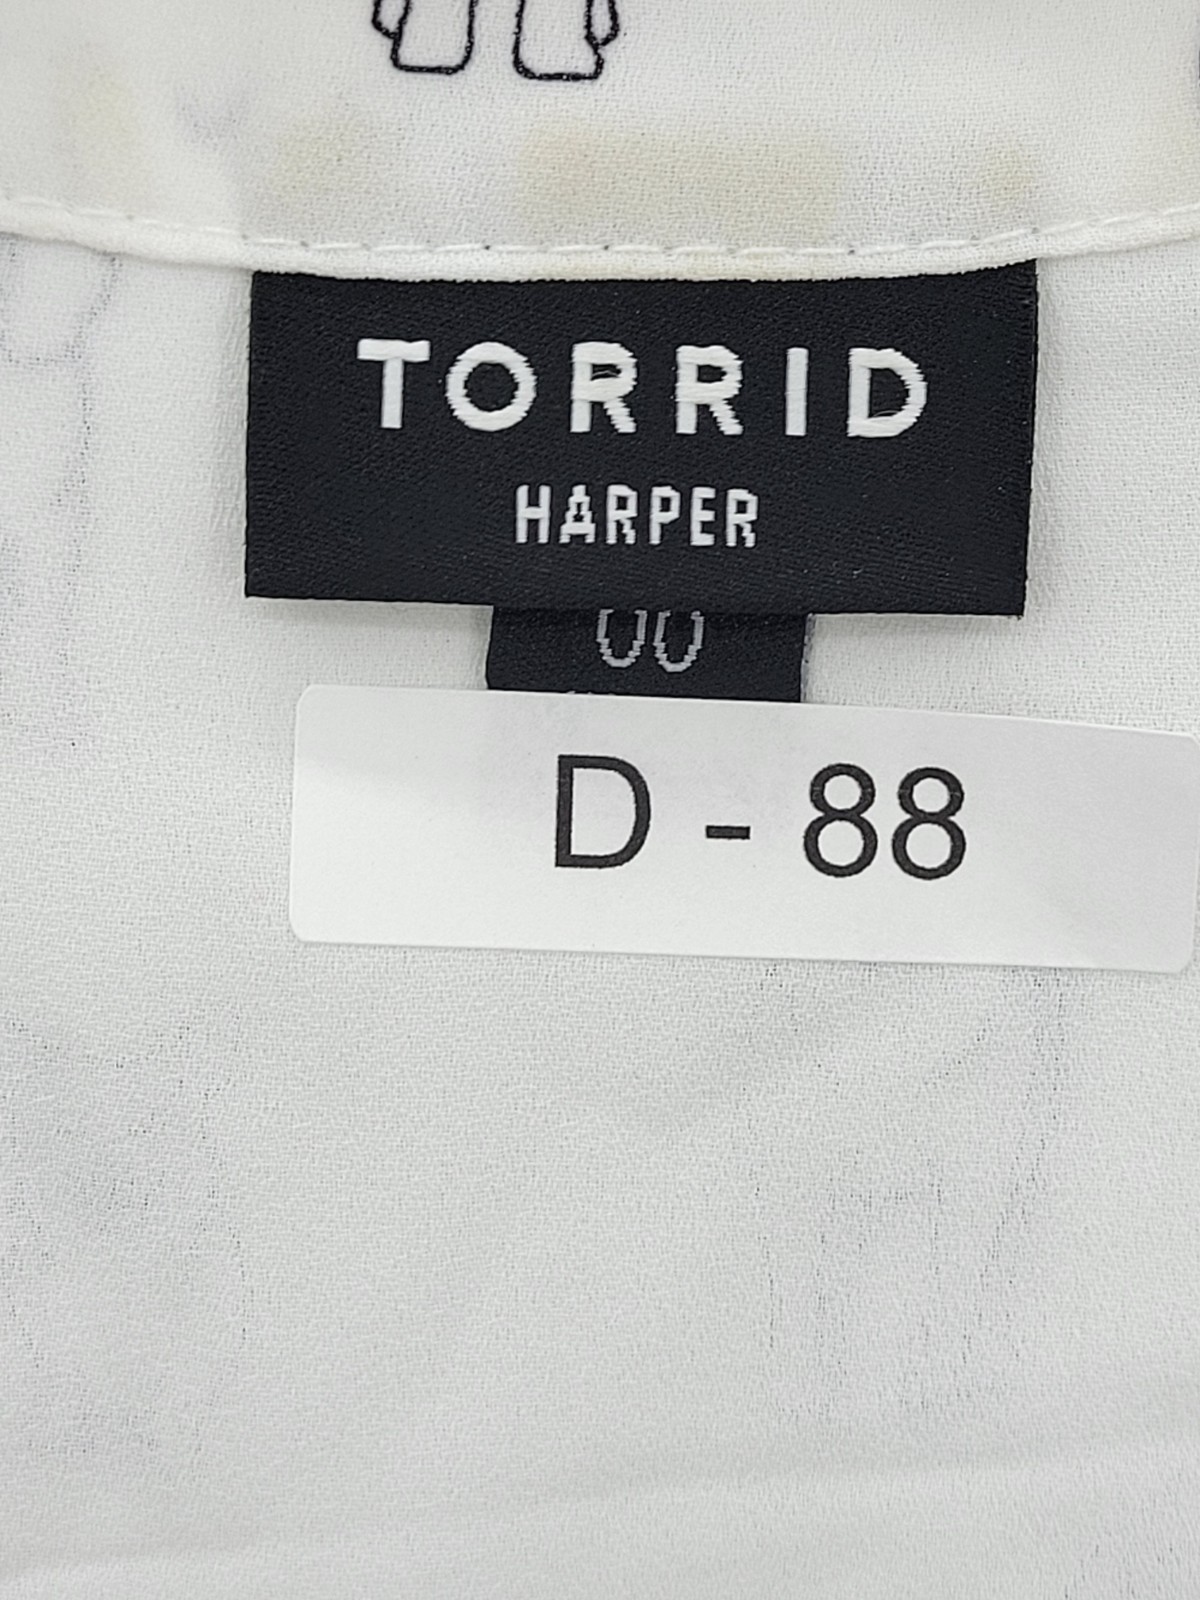 TORRID
HARPER
00
D - 88